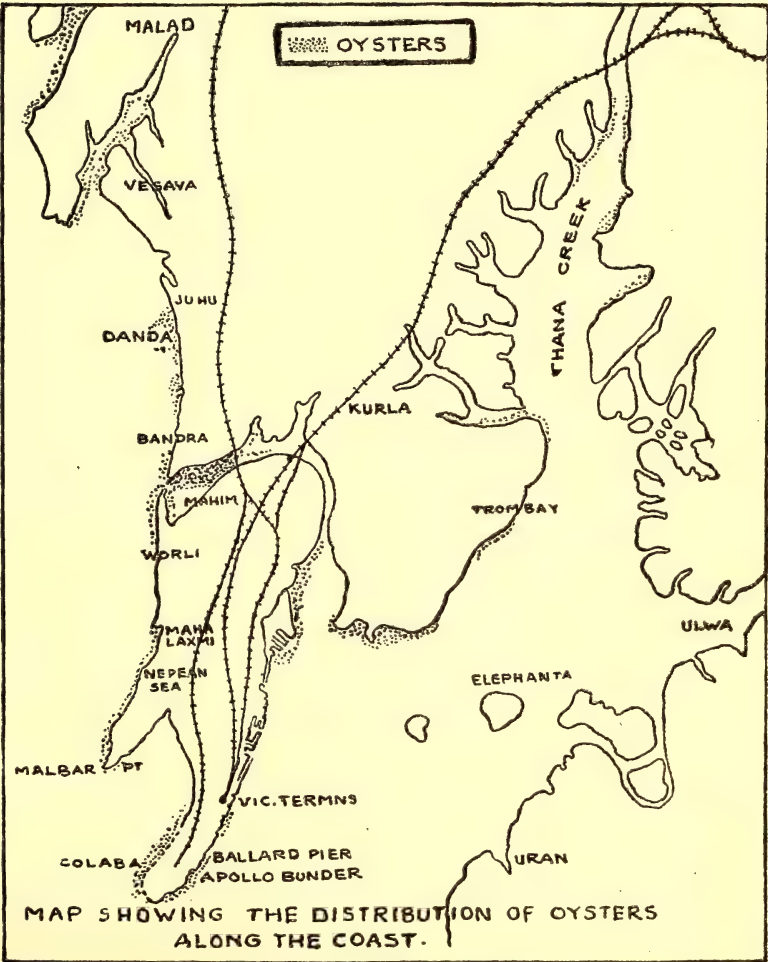 MALAD
OYSTERS
VESAVA
THANA CREEK
JUHU
DANDA
KURLA
BANDRA
MAHIM
TROMBAY
WORLI
MAHA
LAXMI
ULWA
NEPEAN
SEA
ELEPHANTA
MALBAR PT
VIC. TERMNS
COLABA
BALLARD PIER
APOLLO BUNDER
URAN
MAP SHOWING THE DISTRIBUTION OF OYSTERS
ALONG THE COAST.